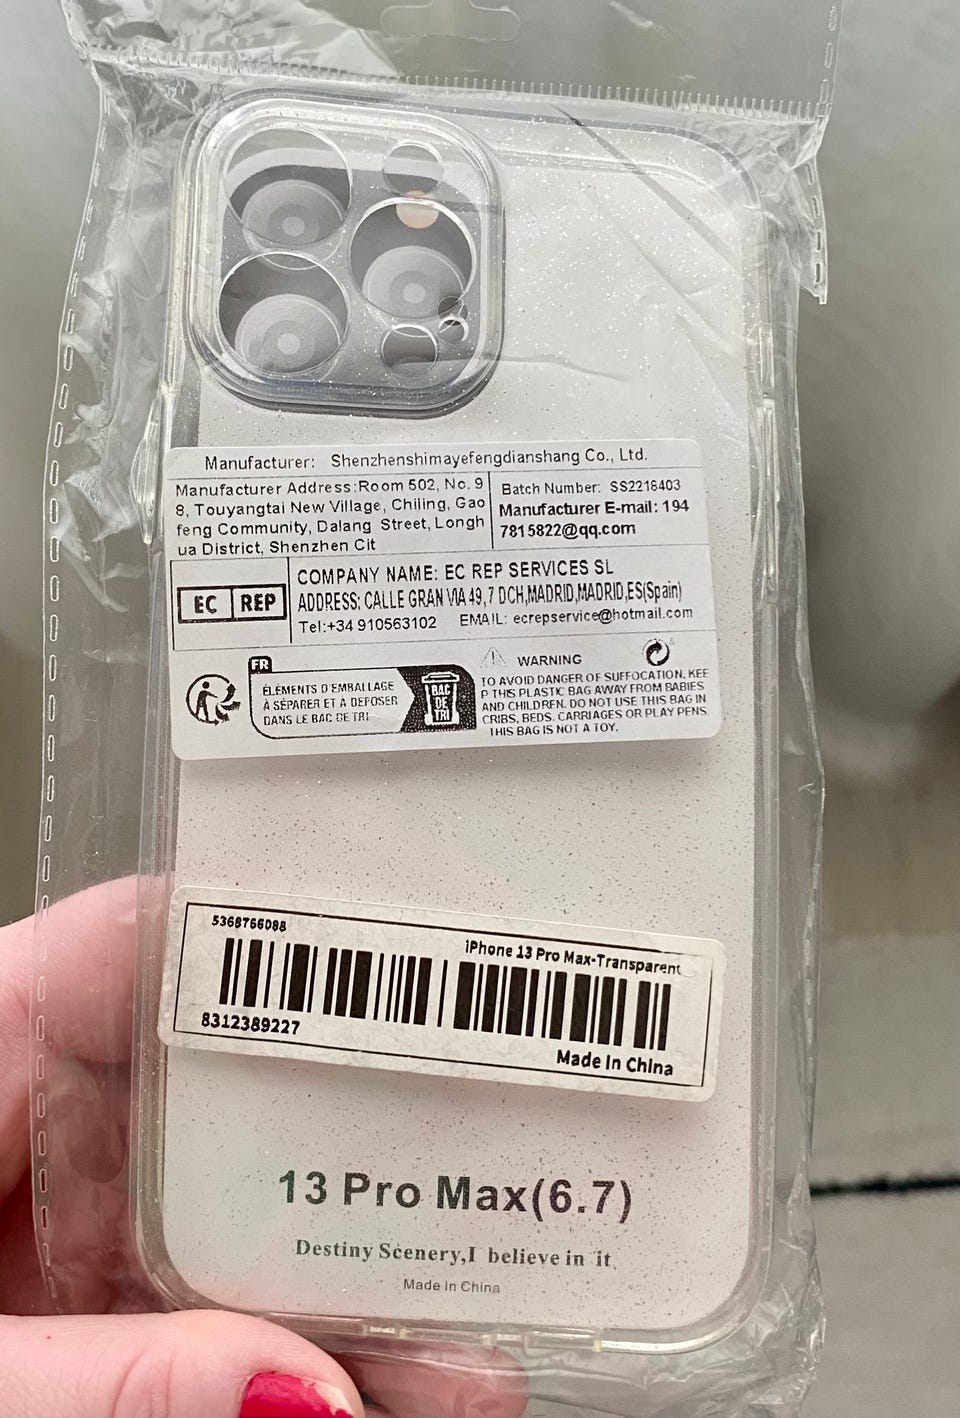 Manufacturer: Shenzhenshimayefengdianshang Co., Ltd.
Manufacturer Address:Room 502, No. 9
8, Touyangtai New Village, Chiling, Gao
feng Community, Dalang Street, Longh
ua District, Shenzhen Cit
Batch Number: SS2218403
Manufacturer E-mail: 194
7815822@qq.com
EC REP
COMPANY NAME: EC REP SERVICES SL
ADDRESS: CALLE GRAN VIA 49, 7 DCH,MADRID,MADRID,ES(Spain)
Tel:+34 910563102 EMAIL: ecrepservice@hotmail.com
FR
ÉLÉMENTS D'EMBALLAGE
À SÉPARER ET À DÉPOSER
DANS LE BAC DE TRI
BAC
DE
TRI
WARNING
TO AVOID DANGER OF SUFFOCATION, KEE
P THIS PLASTIC BAG AWAY FROM BABIES
AND CHILDREN. DO NOT USE THIS BAG IN
CRIBS, BEDS. CARRIAGES OR PLAY PENS.
THIS BAG IS NOT A TOY.
5368766088
iPhone 13 Pro Max-Transparent
8312389227
Made In China
13 Pro Max(6.7)
Destiny Scenery,I believe in it
Made In China